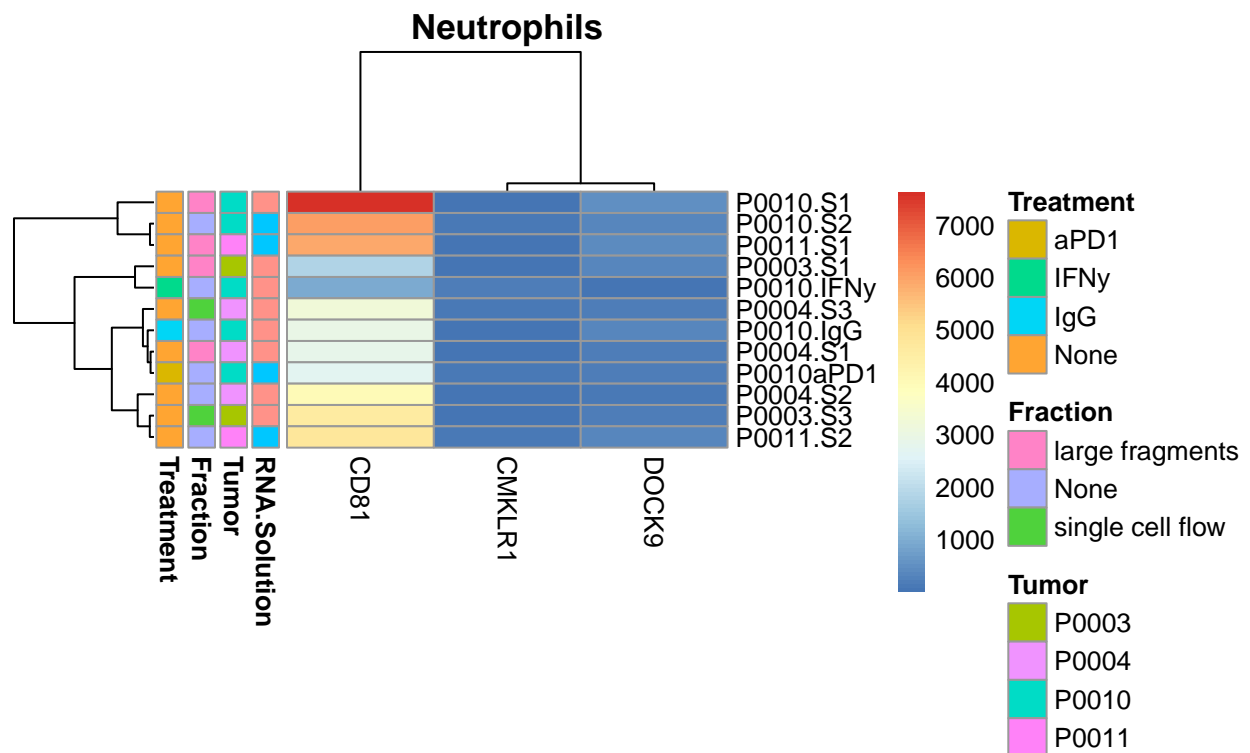 Neutrophils
P0010.S1
P0010.S2
P0011.S1
P0003.S1
P0010.IFNy
P0004.S3
P0010.IgG
P0004.S1
P0010aPD1
P0004.S2
P0003.S3
P0011.S2
Treatment
Fraction
Tumor
RNA.Solution
CD81
CMKLR1
DOCK9
7000
6000
5000
4000
3000
2000
1000
Treatment
aPD1
IFNy
IgG
None
Fraction
large fragments
None
single cell flow
Tumor
P0003
P0004
P0010
P0011